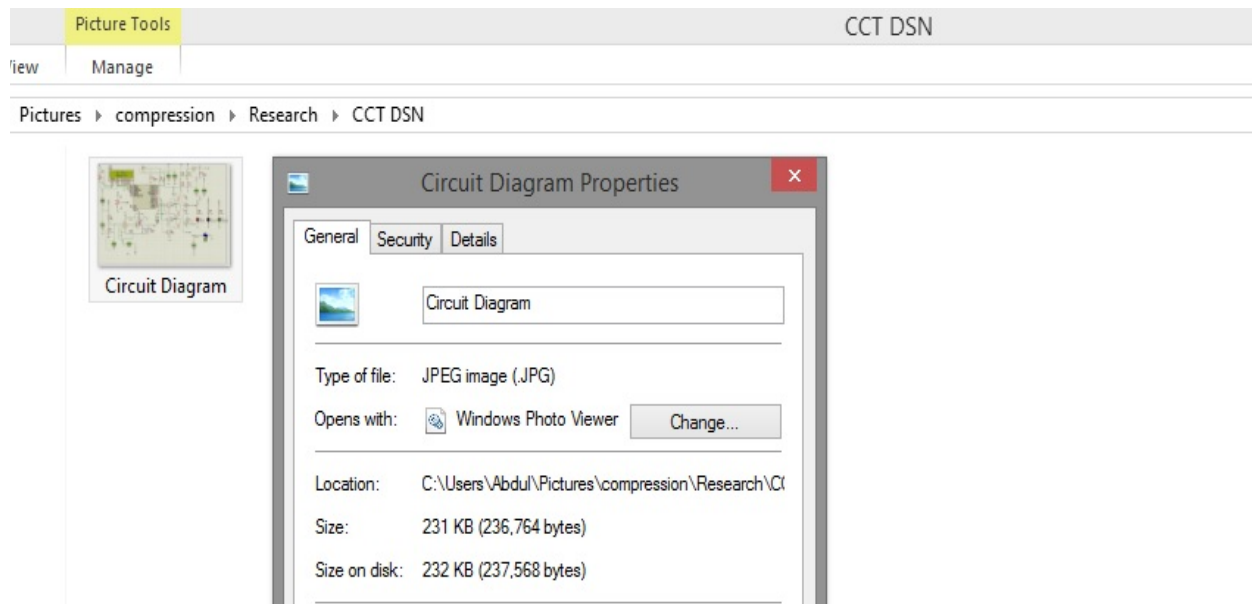 Picture Tools
CCT DSN
View
Manage
Pictures ▸ compression ▸ Research ▸ CCT DSN
Circuit Diagram
Circuit Diagram Properties
General Security Details
Circuit Diagram
Type of file: JPEG image (.JPG)
Opens with: Windows Photo Viewer Change...
Location: C:\Users\Abdul\Pictures\compression\Research\CC
Size: 231 KB (236,764 bytes)
Size on disk: 232 KB (237,568 bytes)